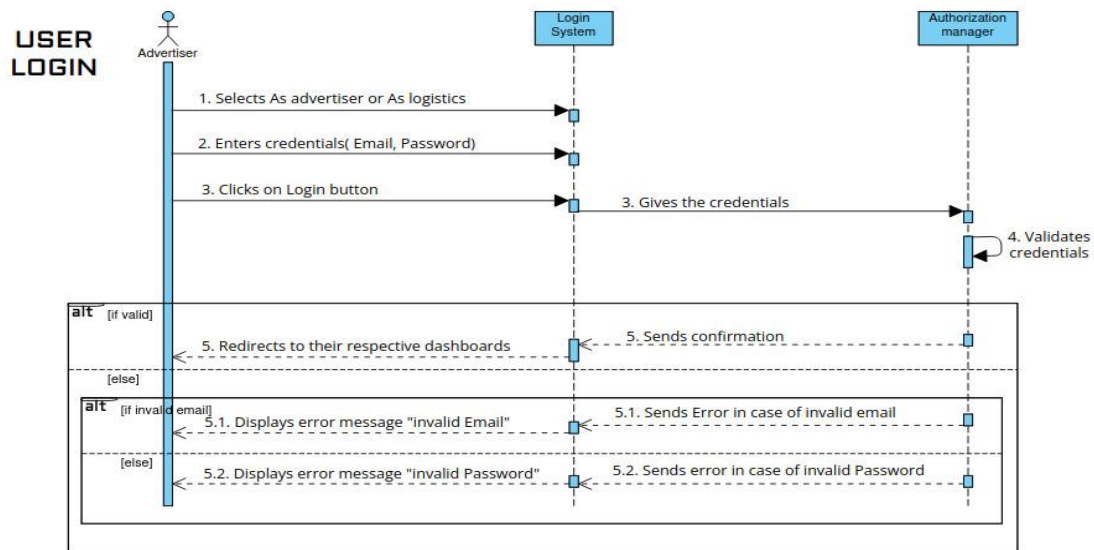 USER
LOGIN
Advertiser
Login
System
Authorization
manager
1. Selects As advertiser or As logistics
2. Enters credentials( Email, Password)
3. Clicks on Login button
3. Gives the credentials
4. Validates
credentials
alt [if valid]
5. Sends confirmation
5. Redirects to their respective dashboards
[else]
alt [if invalid email]
5.1. Sends Error in case of invalid email
5.1. Displays error message "invalid Email"
[else]
5.2. Sends error in case of invalid Password
5.2. Displays error message "invalid Password"